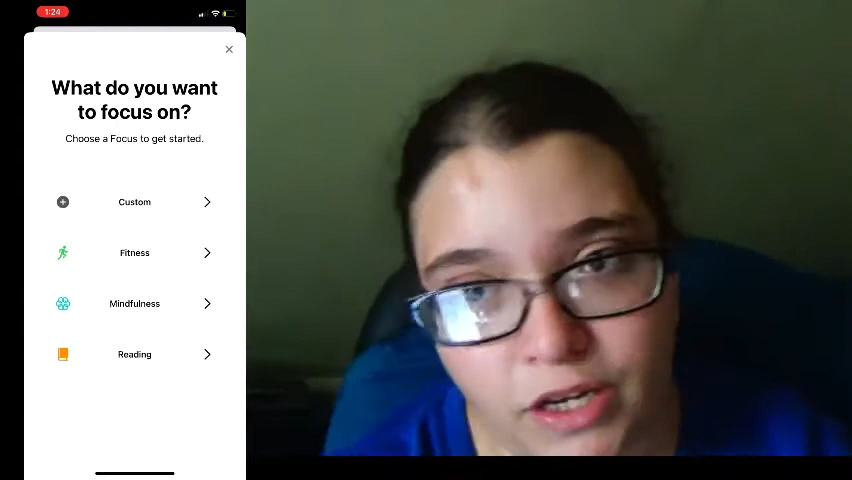 1:24
What do you want
to focus on?
Choose a Focus to get started.
Custom
Fitness
Mindfulness
Reading